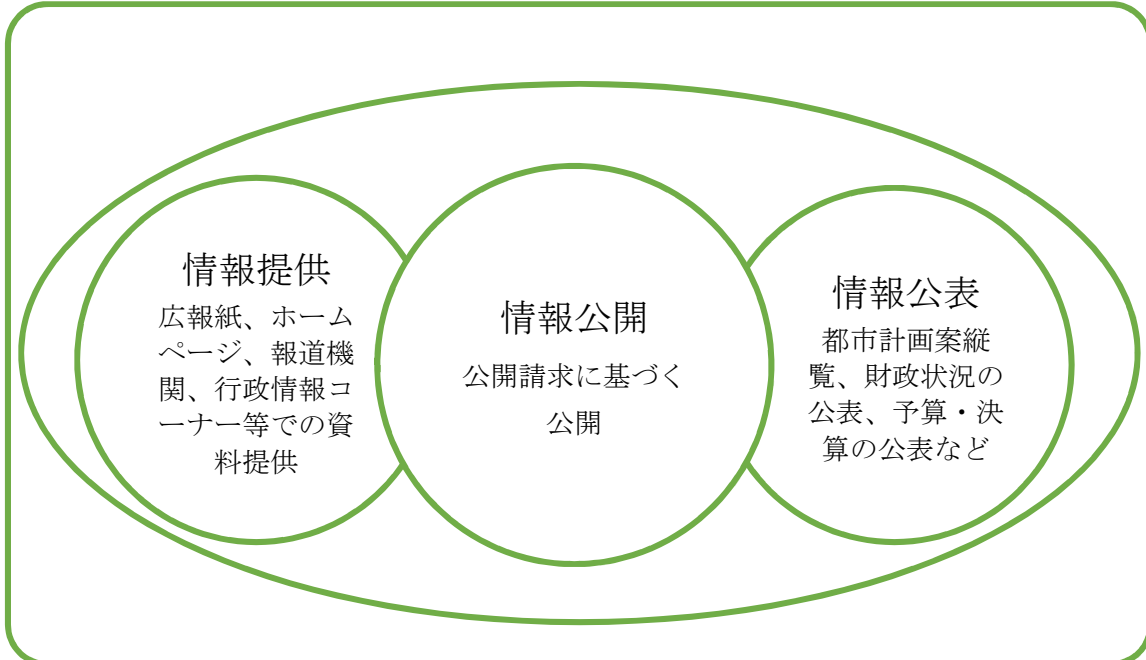 情報提供
広報紙、ホーム
ページ、報道機
関、行政情報コ
ーナー等での資
料提供
情報公開
公開請求に基づく
公開
情報公表
都市計画案縦
覧、財政状況の
公表、予算・決
算の公表など